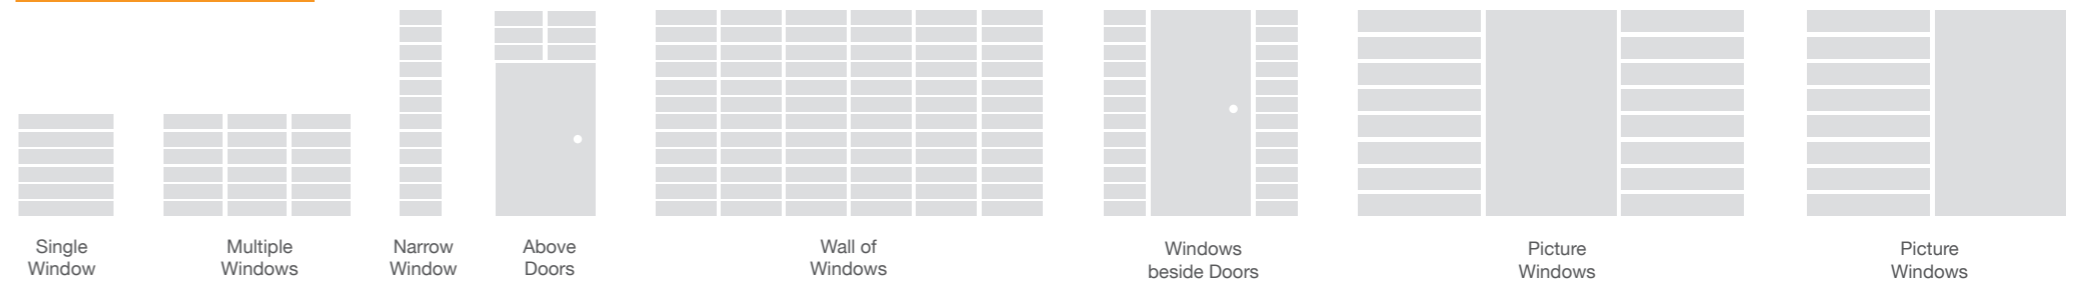 Single
Window
Multiple
Windows
Narrow
Window
Above
Doors
Wall of
Windows
Windows
beside Doors
Picture
Windows
Picture
Windows